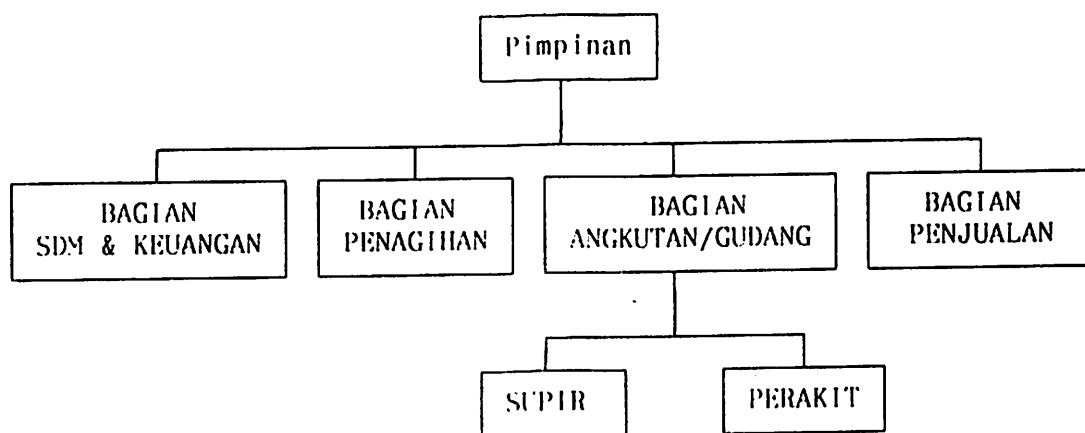 Pimpinan
BAGIAN
SDM & KEUANGAN
BAGIAN
PENAGIHAN
BAGIAN
ANGKUTAN/GUDANG
BAGIAN
PENJUALAN
SUPIR
PERAKIT